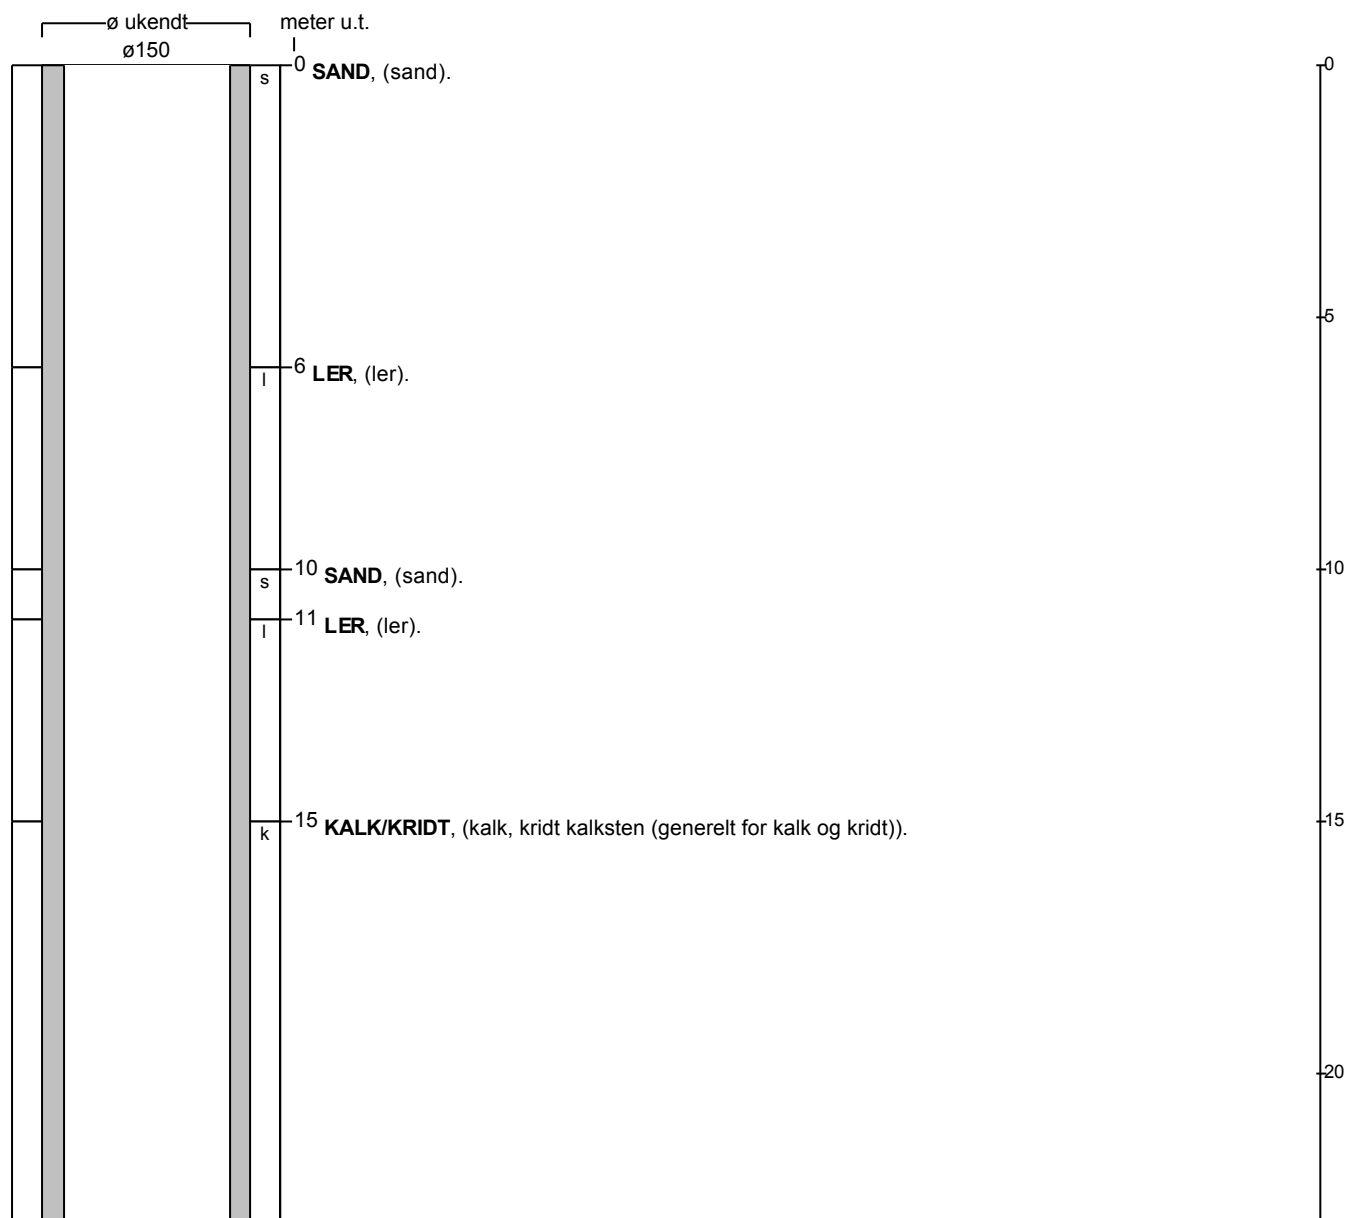 ø ukendt meter u.t.
ø150
0 SAND, (sand). 0
s
5
6 LER, (ler).
l
10 SAND, (sand). 10
s
11 LER, (ler).
l
15 KALK/KRIDT, (kalk, kridt kalksten (generelt for kalk og kridt)). 15
k
20